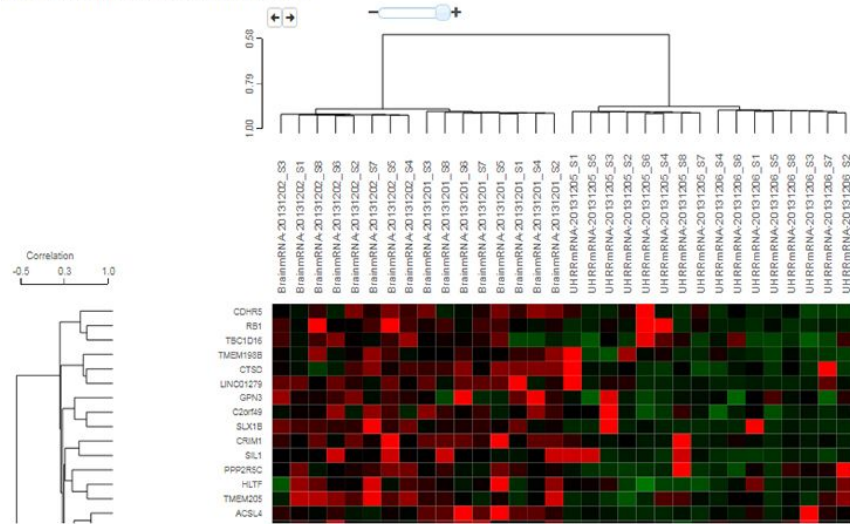 0.58
0.79
1.00
BrainmRNA-20131202_S3
BrainmRNA-20131202_S1
BrainmRNA-20131202_S8
BrainmRNA-20131202_S6
BrainmRNA-20131202_S2
BrainmRNA-20131202_S7
BrainmRNA-20131202_S5
BrainmRNA-20131202_S4
BrainmRNA-20131201_S3
BrainmRNA-20131201_S8
BrainmRNA-20131201_S6
BrainmRNA-20131201_S7
BrainmRNA-20131201_S5
BrainmRNA-20131201_S1
BrainmRNA-20131201_S4
BrainmRNA-20131201_S2
UHRRmRNA-20131205_S1
UHRRmRNA-20131205_S5
UHRRmRNA-20131205_S3
UHRRmRNA-20131205_S2
UHRRmRNA-20131205_S6
UHRRmRNA-20131205_S4
UHRRmRNA-20131205_S8
UHRRmRNA-20131205_S7
UHRRmRNA-20131206_S4
UHRRmRNA-20131206_S6
UHRRmRNA-20131206_S1
UHRRmRNA-20131206_S5
UHRRmRNA-20131206_S8
UHRRmRNA-20131206_S3
UHRRmRNA-20131206_S7
UHRRmRNA-20131206_S2
Correlation
-0.5 0.3 1.0
CDHR5
RB1
TBC1D16
TMEM193B
CTSD
LINC01279
GPN3
C2orf49
SLX1B
CRIM1
SIL1
PPP2R5C
HLTF
TMEM205
ACSL4